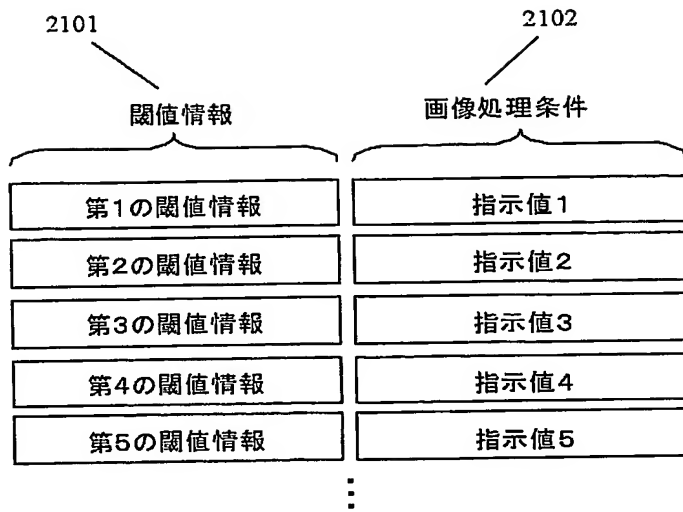 2101 2102
閾値情報 画像処理条件
第1の閾値情報 指示値1
第2の閾値情報 指示値2
第3の閾値情報 指示値3
第4の閾値情報 指示値4
第5の閾値情報 指示値5
⋮